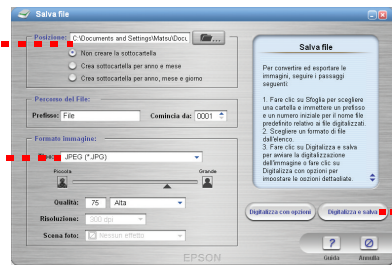 Salva file
Posizione:
C:\Documents and Settings\Matsu\Docu
Non creare la sottocartella
Crea sottocartella per anno e mese
Crea sottocartella per anno, mese e giorno
Percorso del File:
Prefisso: File
Comincia da: 0001
Formato Immagine:
JPEG (*.JPG)
Piccola
Grande
Qualità: 75 Alta
Risoluzione: 300 dpi
Scena foto: Nessun effetto
EPSON
Salva file
Per convertire ed esportare le
immagini, seguire i passaggi
seguenti:
1. Fare clic su Sfoglia per scegliere
una cartella e immettere un prefisso
e un numero iniziale per il nome file
predefinito relativo ai file digitalizzati.
2. Scegliere un formato di file
dall'elenco.
3. Fare clic su Digitalizza e salva
per avviare la digitalizzazione
dell'immagine o fare clic su
Digitalizza con opzioni per
impostare le opzioni dettagliate.
Digitalizza con opzioni
Digitalizza e salva
Guida
Annulla